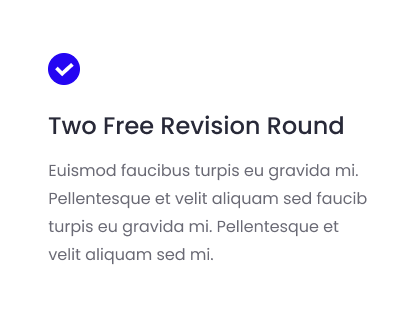 Two Free Revision Round
Euismod faucibus turpis eu gravida mi.
Pellentesque et velit aliquam sed faucib
turpis eu gravida mi. Pellentesque et
velit aliquam sed mi.